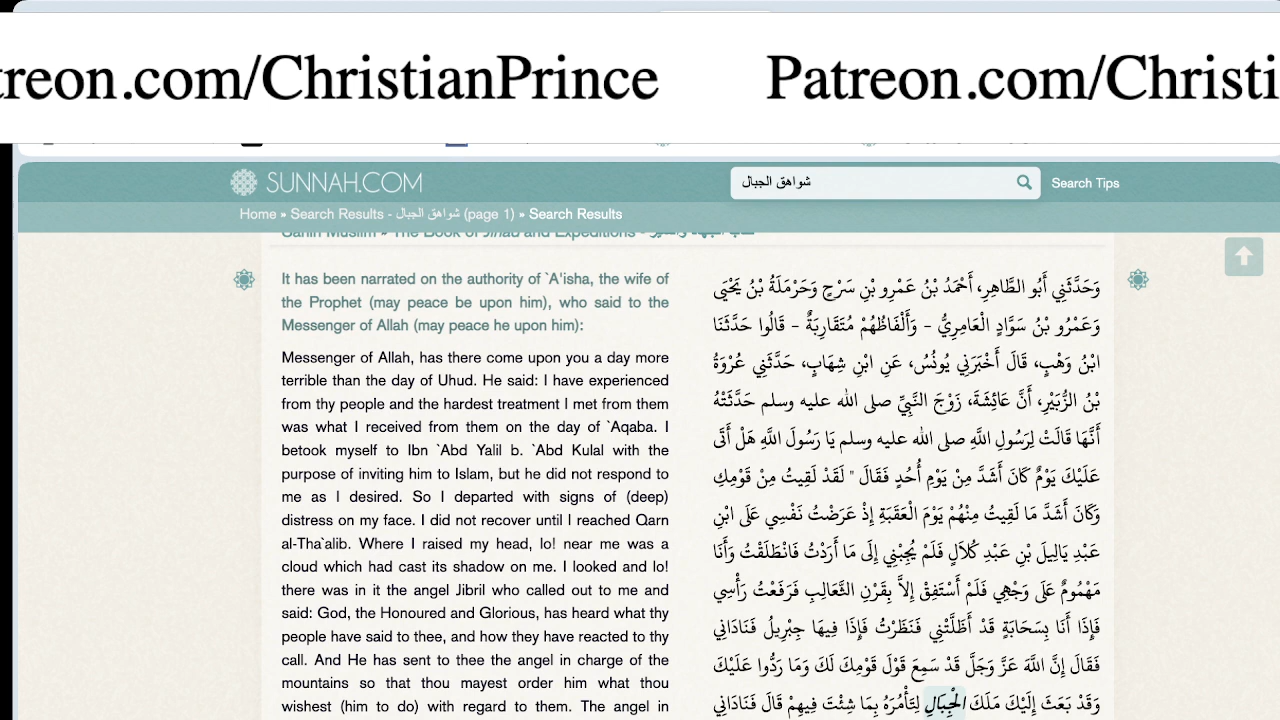 treon.com/ChristianPrince Patreon.com/Christi
SUNNAH.COM شواهق الجبال Search Tips
Home » Search Results - شواهق الجبال (page 1) » Search Results
Sahih Muslim » The Book of Jihad and Expeditions - كتاب الجهاد والسير
It has been narrated on the authority of `A'isha, the wife of
the Prophet (may peace be upon him), who said to the
Messenger of Allah (may peace he upon him):
Messenger of Allah, has there come upon you a day more
terrible than the day of Uhud. He said: I have experienced
from thy people and the hardest treatment I met from them
was what I received from them on the day of `Aqaba. I
betook myself to Ibn `Abd Yalil b. `Abd Kulal with the
purpose of inviting him to Islam, but he did not respond to
me as I desired. So I departed with signs of (deep)
distress on my face. I did not recover until I reached Qarn
al-Tha`alib. Where I raised my head, lo! near me was a
cloud which had cast its shadow on me. I looked and lo!
there was in it the angel Jibril who called out to me and
said: God, the Honoured and Glorious, has heard what thy
people have said to thee, and how they have reacted to thy
call. And He has sent to thee the angel in charge of the
mountains so that thou mayest order him what thou
wishest (him to do) with regard to them. The angel in
وَحَدَّثَنِي أَبُو الطَّاهِرِ، أَحْمَدُ بْنُ عَمْرِو بْنِ سَرْحٍ وَحَرْمَلَةُ بْنُ يَحْيَى
وَعَمْرُو بْنُ سَوَّادٍ الْعَامِرِيُّ - وَأَلْفَاظُهُمْ مُتَقَارِبَةٌ - قَالُوا حَدَّثَنَا
ابْنُ وَهْبٍ، قَالَ أَخْبَرَنِي يُونُسُ، عَنِ ابْنِ شِهَابٍ، حَدَّثَنِي عُرْوَةُ
بْنُ الزُّبَيْرِ، أَنَّ عَائِشَةَ، زَوْجَ النَّبِيِّ صلى الله عليه وسلم حَدَّثَتْهُ
أَنَّهَا قَالَتْ لِرَسُولِ اللَّهِ صلى الله عليه وسلم يَا رَسُولَ اللَّهِ هَلْ أَتَى
عَلَيْكَ يَوْمٌ كَانَ أَشَدَّ مِنْ يَوْمِ أُحُدٍ فَقَالَ " لَقَدْ لَقِيتُ مِنْ قَوْمِكِ
وَكَانَ أَشَدَّ مَا لَقِيتُ مِنْهُمْ يَوْمَ الْعَقَبَةِ إِذْ عَرَضْتُ نَفْسِي عَلَى ابْنِ
عَبْدِ يَالِيلَ بْنِ عَبْدِ كُلاَلٍ فَلَمْ يُجِبْنِي إِلَى مَا أَرَدْتُ فَانْطَلَقْتُ وَأَنَا
مَهْمُومٌ عَلَى وَجْهِي فَلَمْ أَسْتَفِقْ إِلاَّ بِقَرْنِ الثَّعَالِبِ فَرَفَعْتُ رَأْسِي
فَإِذَا أَنَا بِسَحَابَةٍ قَدْ أَظَلَّتْنِي فَنَظَرْتُ فَإِذَا فِيهَا جِبْرِيلُ فَنَادَانِي
فَقَالَ إِنَّ اللَّهَ عَزَّ وَجَلَّ قَدْ سَمِعَ قَوْلَ قَوْمِكَ لَكَ وَمَا رَدُّوا عَلَيْكَ
وَقَدْ بَعَثَ إِلَيْكَ مَلَكَ الْجِبَالِ لِتَأْمُرَهُ بِمَا شِئْتَ فِيهِمْ قَالَ فَنَادَانِي